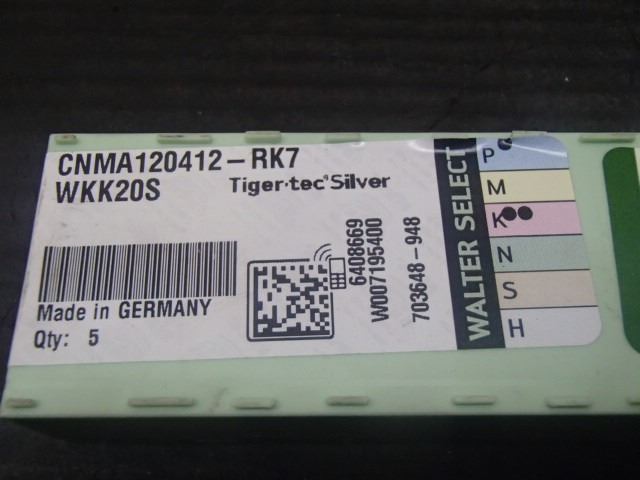 CNMA120412-RK7
WKK20S Tiger·tec® Silver
Made in GERMANY
Qty: 5
6408669
W007195400
703648-948
WALTER SELECT
P
M
K
N
S
H